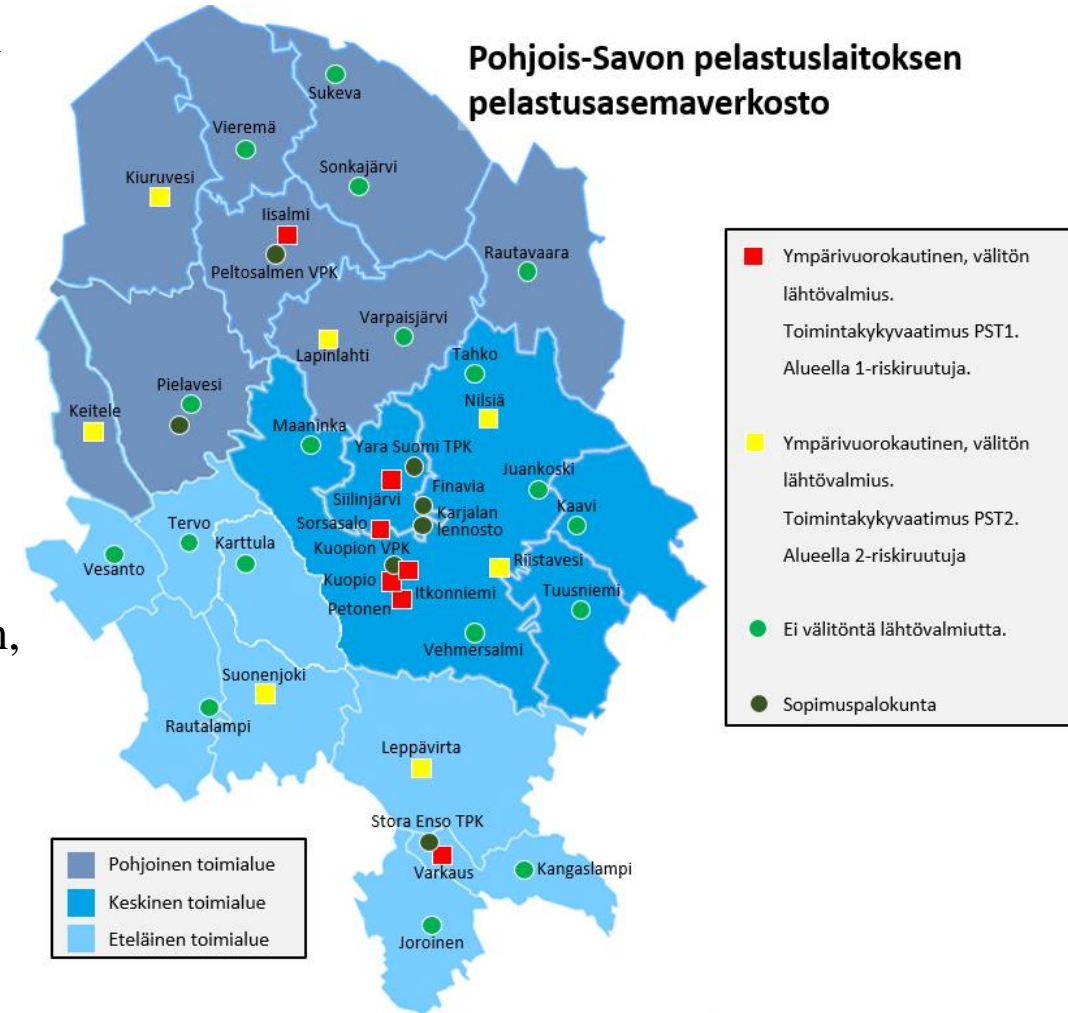 Pohjois-Savon pelastuslaitoksen
pelastusasemaverkosto
Sukeva
Vieremä
Sonkajärvi
Kiuruvesi
Iisalmi
Peltosalmen VPK
Rautavaara
Varpaisjärvi
Lapinlahti
Tahko
Pielavesi
Nilsiä
Keitele
Maaninka
Yara Suomi TPK
Siilinjärvi
Finavia
Juankoski
Karjalan
lennosto
Kaavi
Sorsasalo
Tervo
Karttula
Vesanto
Kuopion VPK
Kuopio
Itkonniemi
Petonen
Riistavesi
Tuusniemi
Vehmersalmi
Suonenjoki
Rautalampi
Leppävirta
Stora Enso TPK
Varkaus
Kangaslampi
Joroinen
n,
Ympärivuorokautinen, välitön
lähtövalmius.
Toimintakykyvaatimus PST1.
Alueella 1-riskiruutuja.
Ympärivuorokautinen, välitön
lähtövalmius.
Toimintakykyvaatimus PST2.
Alueella 2-riskiruutuja
Ei välitöntä lähtövalmiutta.
Sopimuspalokunta
Pohjoinen toimialue
Keskinen toimialue
Eteläinen toimialue